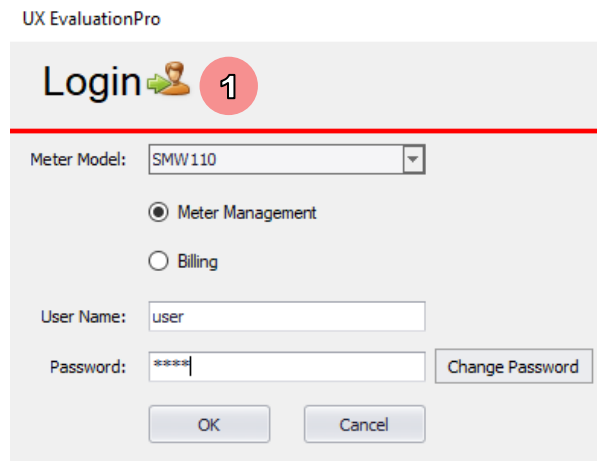 UX EvaluationPro
Login 1
Meter Model: SMW110
Meter Management
Billing
User Name: user
Password: **** Change Password
OK Cancel